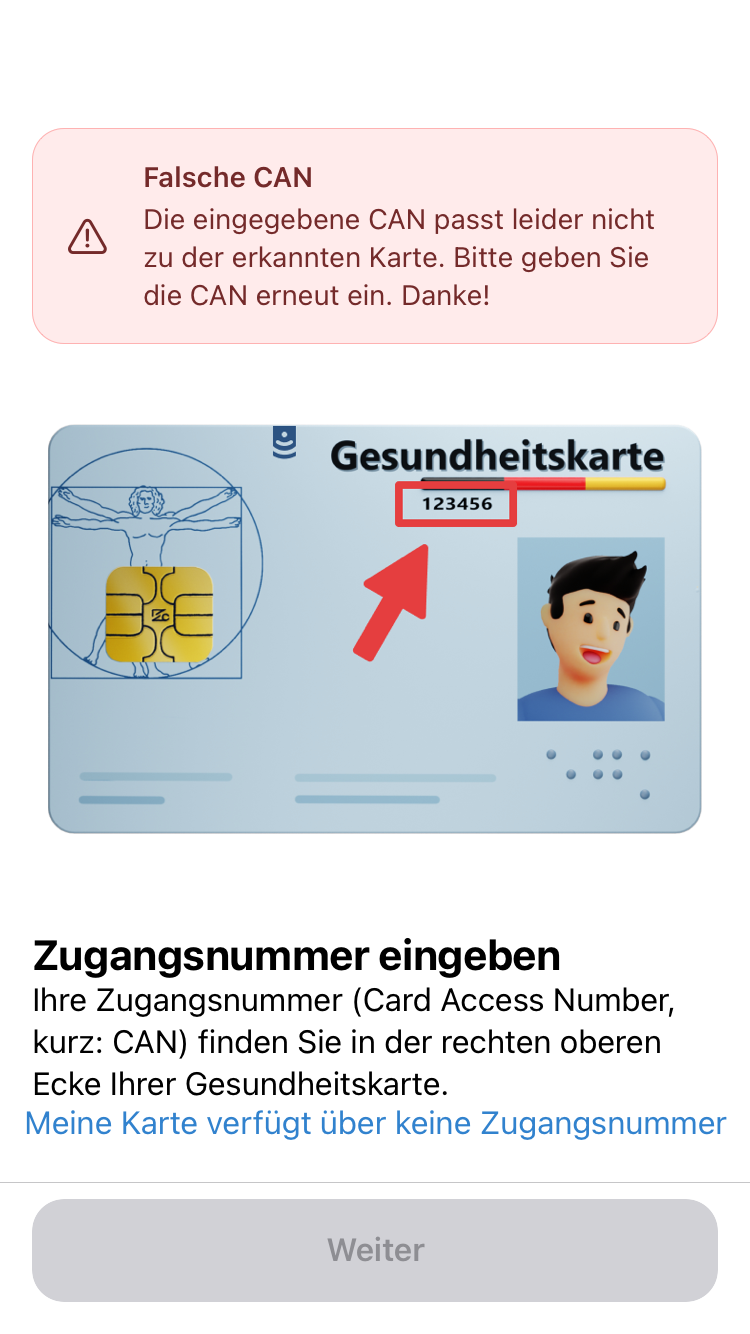 Falsche CAN
Die eingegebene CAN passt leider nicht
zu der erkannten Karte. Bitte geben Sie
die CAN erneut ein. Danke!
Gesundheitskarte
123456
Zugangsnummer eingeben
Ihre Zugangsnummer (Card Access Number,
kurz: CAN) finden Sie in der rechten oberen
Ecke Ihrer Gesundheitskarte.
Meine Karte verfügt über keine Zugangsnummer
Weiter